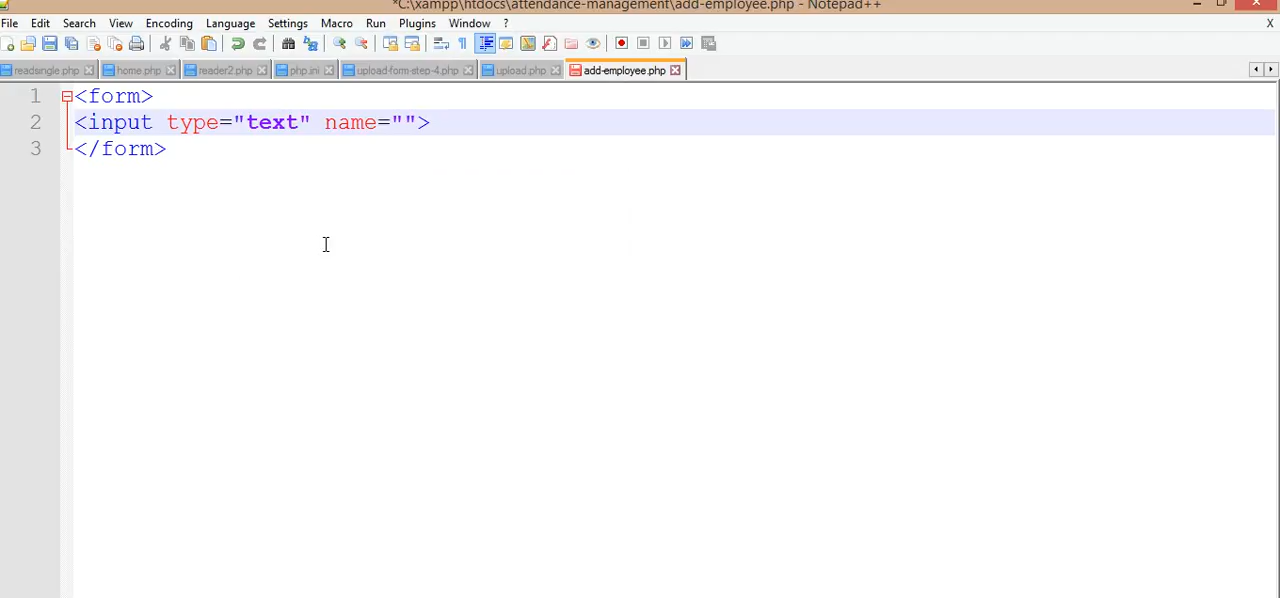 *C:\xampp\htdocs\attendance-management\add-employee.php - Notepad++
File Edit Search View Encoding Language Settings Macro Run Plugins Window ? X
readsingle.php home.php reader2.php php.ini upload-form-step-4.php upload.php add-employee.php
1 <form>
2 <input type="text" name="">
3 </form>